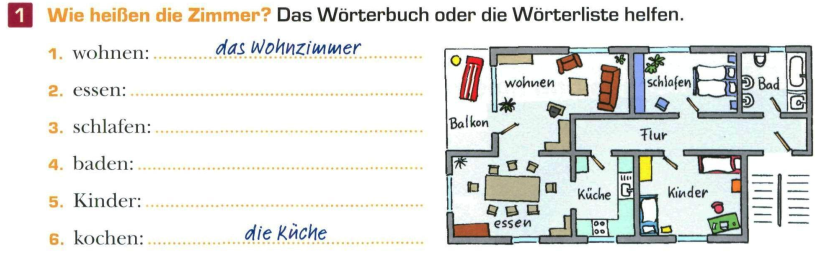 1 Wie heißen die Zimmer? Das Wörterbuch oder die Wörterliste helfen.
1. wohnen: das Wohnzimmer
2. essen:
3. schlafen:
4. baden:
5. Kinder:
6. kochen: die Küche
wohnen
schlafen
Bad
Balkon
Flur
Küche
Kinder
essen